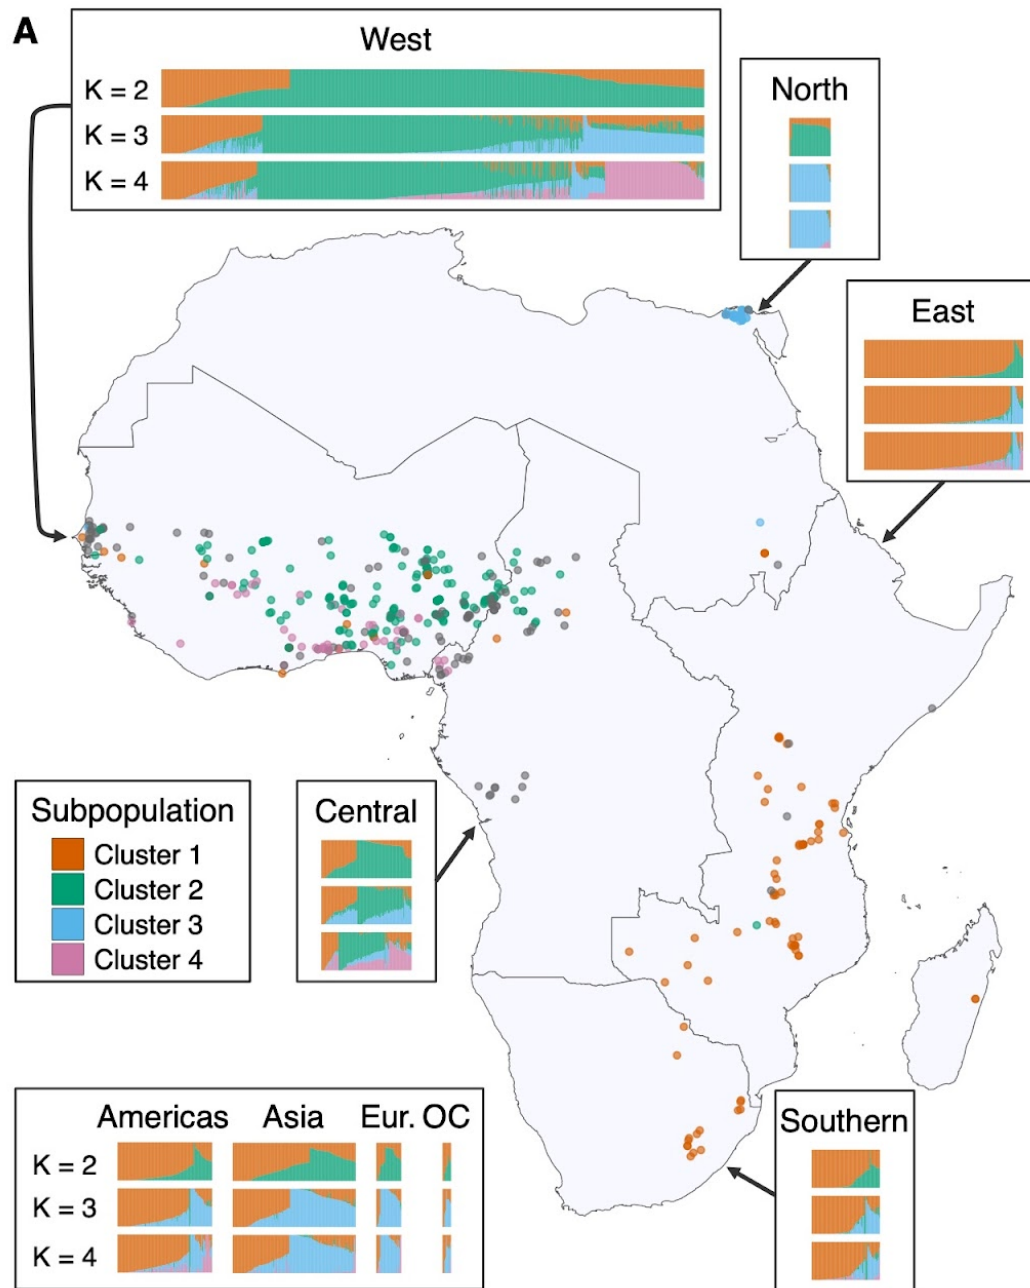 A
West
K = 2
K = 3
K = 4
North
East
Subpopulation
Cluster 1
Cluster 2
Cluster 3
Cluster 4
Central
Americas Asia Eur. OC
K = 2
K = 3
K = 4
Southern